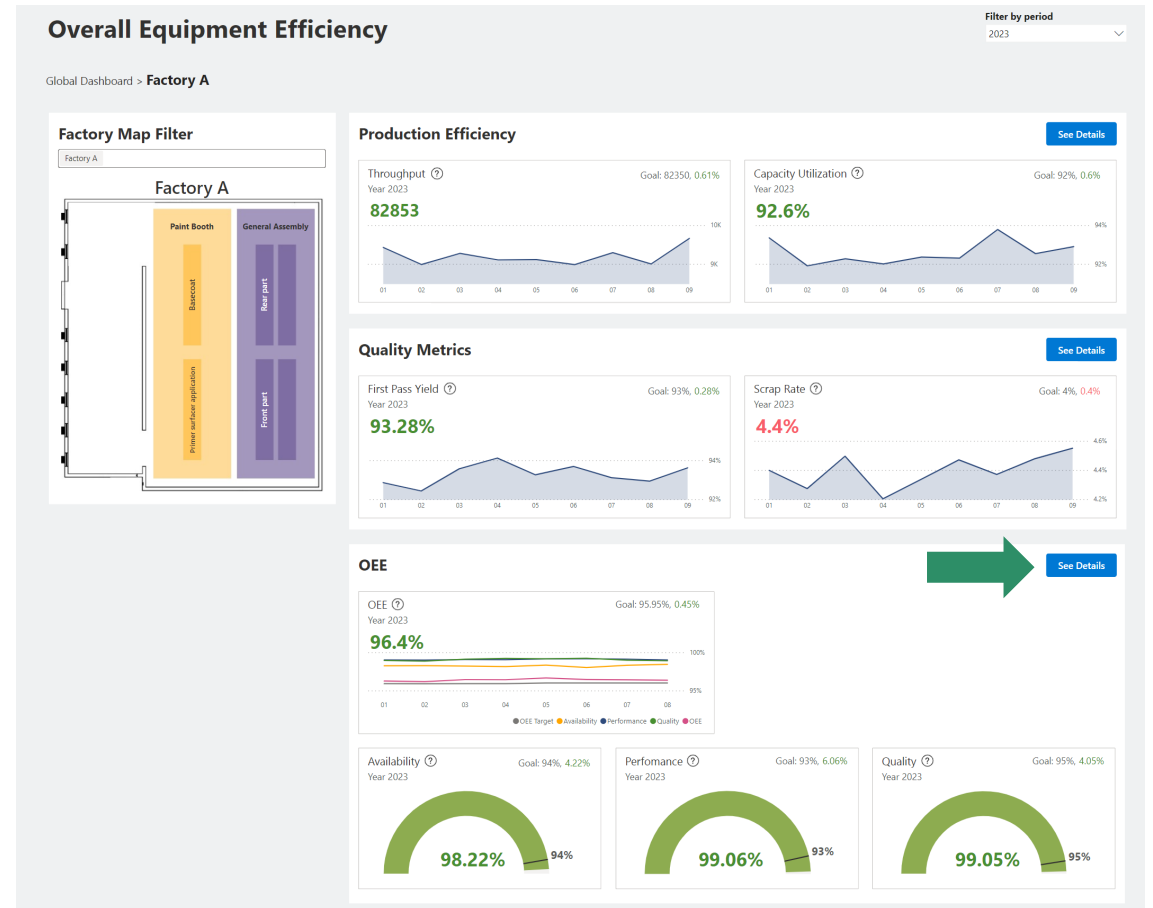 Overall Equipment Efficiency
Filter by period
2023
Global Dashboard > Factory A
Factory Map Filter
Factory A
Factory A
Paint Booth
General Assembly
Basecoat
Rear part
Primer surfacer application
Front part
Production Efficiency
See Details
Throughput ?
Goal: 82350, 0.61%
Year 2023
82853
10K
9K
01 02 03 04 05 06 07 08 09
Capacity Utilization ?
Goal: 92%, 0.6%
Year 2023
92.6%
94%
92%
01 02 03 04 05 06 07 08 09
Quality Metrics
See Details
First Pass Yield ?
Goal: 93%, 0.28%
Year 2023
93.28%
94%
92%
01 02 03 04 05 06 07 08 09
Scrap Rate ?
Goal: 4%, 0.4%
Year 2023
4.4%
4.6%
4.4%
4.2%
01 02 03 04 05 06 07 08 09
OEE
See Details
OEE ?
Goal: 95.95%, 0.45%
Year 2023
96.4%
100%
95%
01 02 03 04 05 06 07 08
OEE Target Availability Performance Quality OEE
Availability ?
Goal: 94%, 4.22%
Year 2023
98.22%
94%
Perfomance ?
Goal: 93%, 6.06%
Year 2023
99.06%
93%
Quality ?
Goal: 95%, 4.05%
Year 2023
99.05%
95%